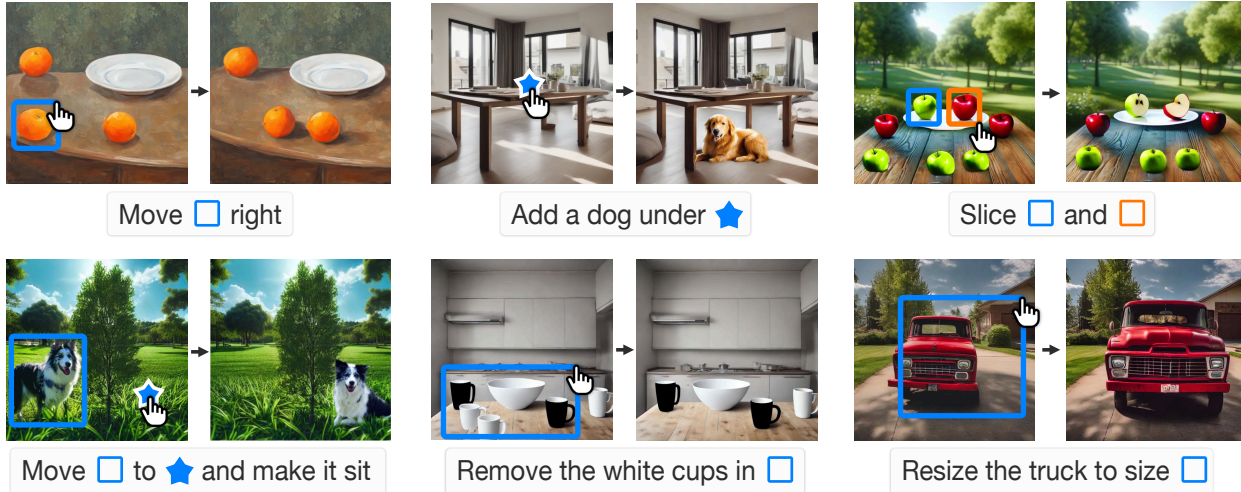 Move right
Add a dog under
Slice and
Move to and make it sit
Remove the white cups in
Resize the truck to size